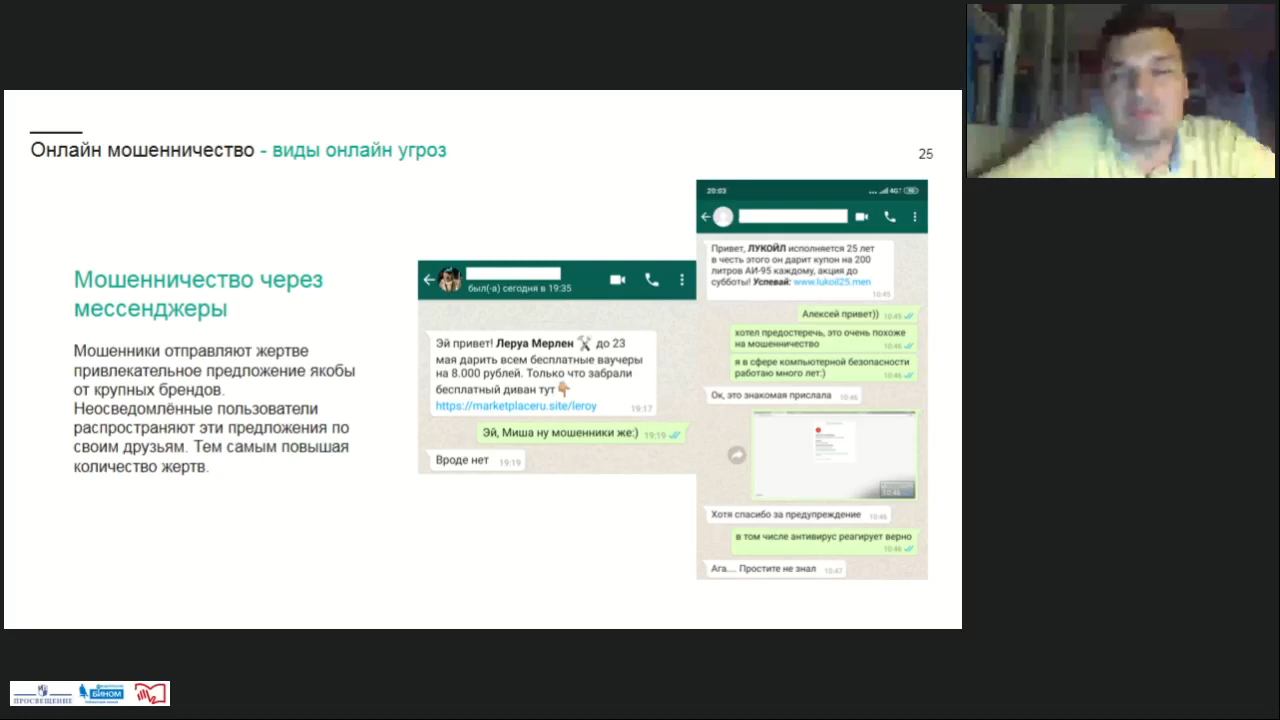 Онлайн мошенничество - виды онлайн угроз
25
Мошенничество через
мессенджеры
Мошенники отправляют жертве
привлекательное предложение якобы
от крупных брендов.
Неосведомлённые пользователи
распространяют эти предложения по
своим друзьям. Тем самым повышая
количество жертв.
был(-а) сегодня в 19:35
Эй привет! Леруа Мерлен до 23
мая дарить всем бесплатные ваучеры
на 8.000 рублей. Только что забрали
бесплатный диван тут
https://marketplaceru.site/leroy 19:17
Эй, Миша ну мошенники же:) 19:19
Вроде нет 19:19
20:03
4G
Привет, ЛУКОЙЛ исполняется 25 лет
в честь этого он дарит купон на 200
литров АИ-95 каждому, акция до
субботы! Успевай: www.lukoil25.men
10:45
Алексей привет)) 10:45
хотел предостеречь, это очень похоже
на мошенничество 10:46
я в сфере компьютерной безопасности
работаю много лет:) 10:46
Ок, это знакомая прислала 10:46
10:46
Хотя спасибо за предупреждение 10:46
в том числе антивирус реагирует верно
10:46
Ага.... Простите не знал 10:47
ПРОСВЕЩЕНИЕ
БИНОМ